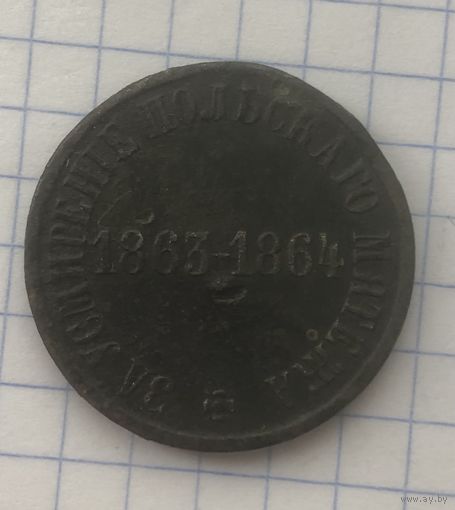 ЗА УСМИРЕНІЕ ПОЛЬСКАГО МЯТЕЖА
1863-1864
www.ay.by